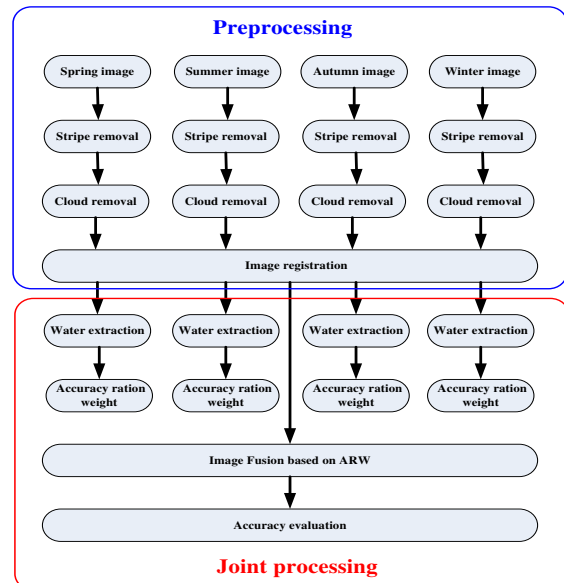 Preprocessing
Spring image
Summer image
Autumn image
Winter image
Stripe removal
Stripe removal
Stripe removal
Stripe removal
Cloud removal
Cloud removal
Cloud removal
Cloud removal
Image registration
Water extraction
Water extraction
Water extraction
Water extraction
Accuracy ration
weight
Accuracy ration
weight
Accuracy ration
weight
Accuracy ration
weight
Image Fusion based on ARW
Accuracy evaluation
Joint processing